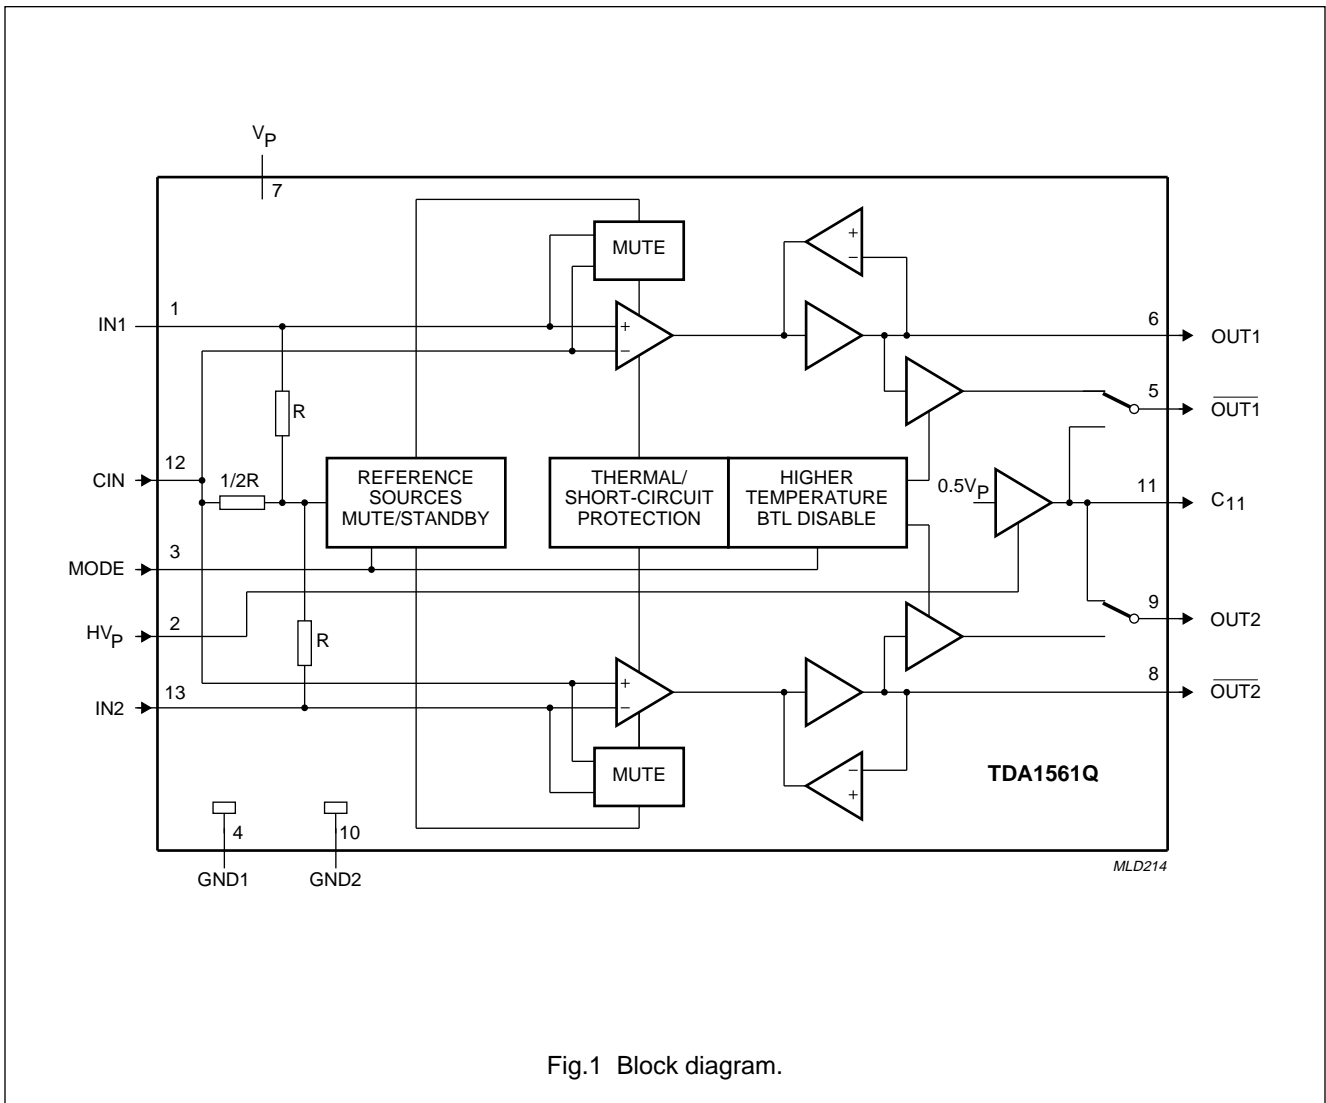 VP
7
MUTE
+
−
1
IN1
+
−
6
OUT1
5
OUT1
R
12
CIN
1/2R
REFERENCE
SOURCES
MUTE/STANDBY
THERMAL/
SHORT-CIRCUIT
PROTECTION
HIGHER
TEMPERATURE
BTL DISABLE
0.5VP
11
C11
3
MODE
2
HVP
R
9
OUT2
13
IN2
+
−
8
OUT2
MUTE
−
+
TDA1561Q
4
10
GND1
GND2
MLD214
Fig.1 Block diagram.